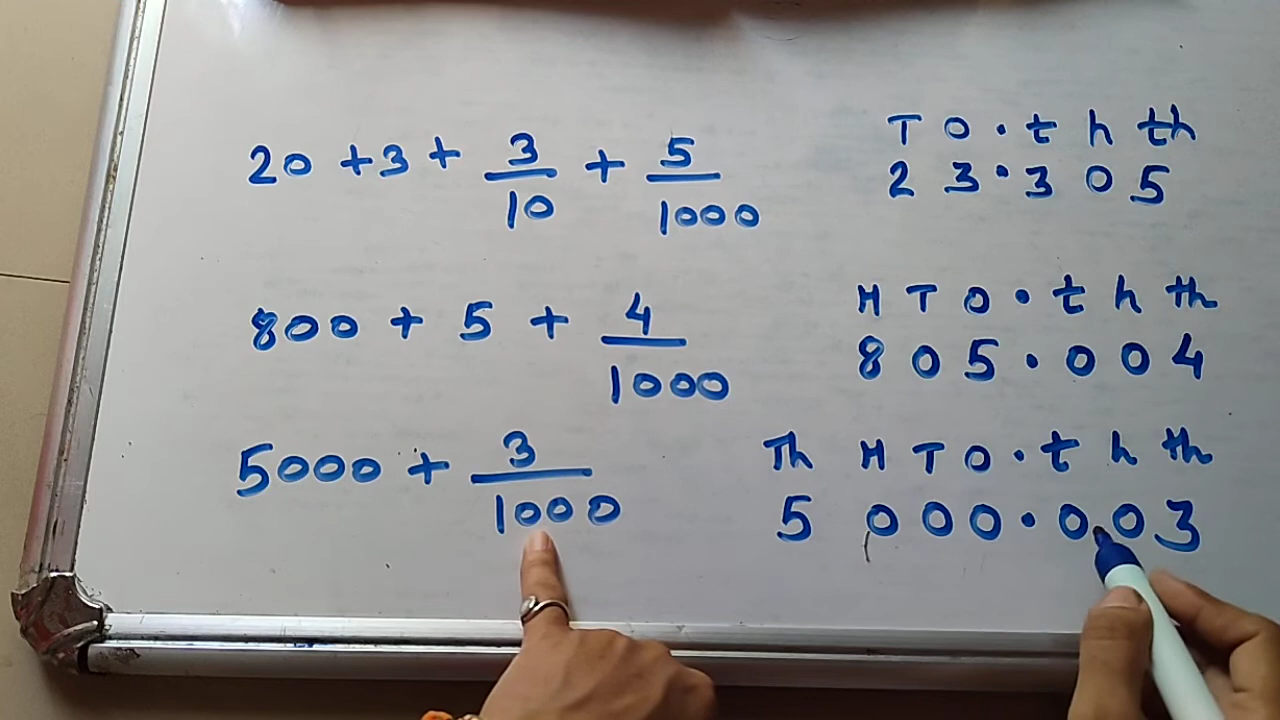 20 + 3 + 3/10 + 5/1000
T O . t h th
2 3 . 3 0 5
800 + 5 + 4/1000
H T O . t h th
8 0 5 . 0 0 4
5000 + 3/1000
Th H T O . t h th
5 0 0 0 . 0 0 3